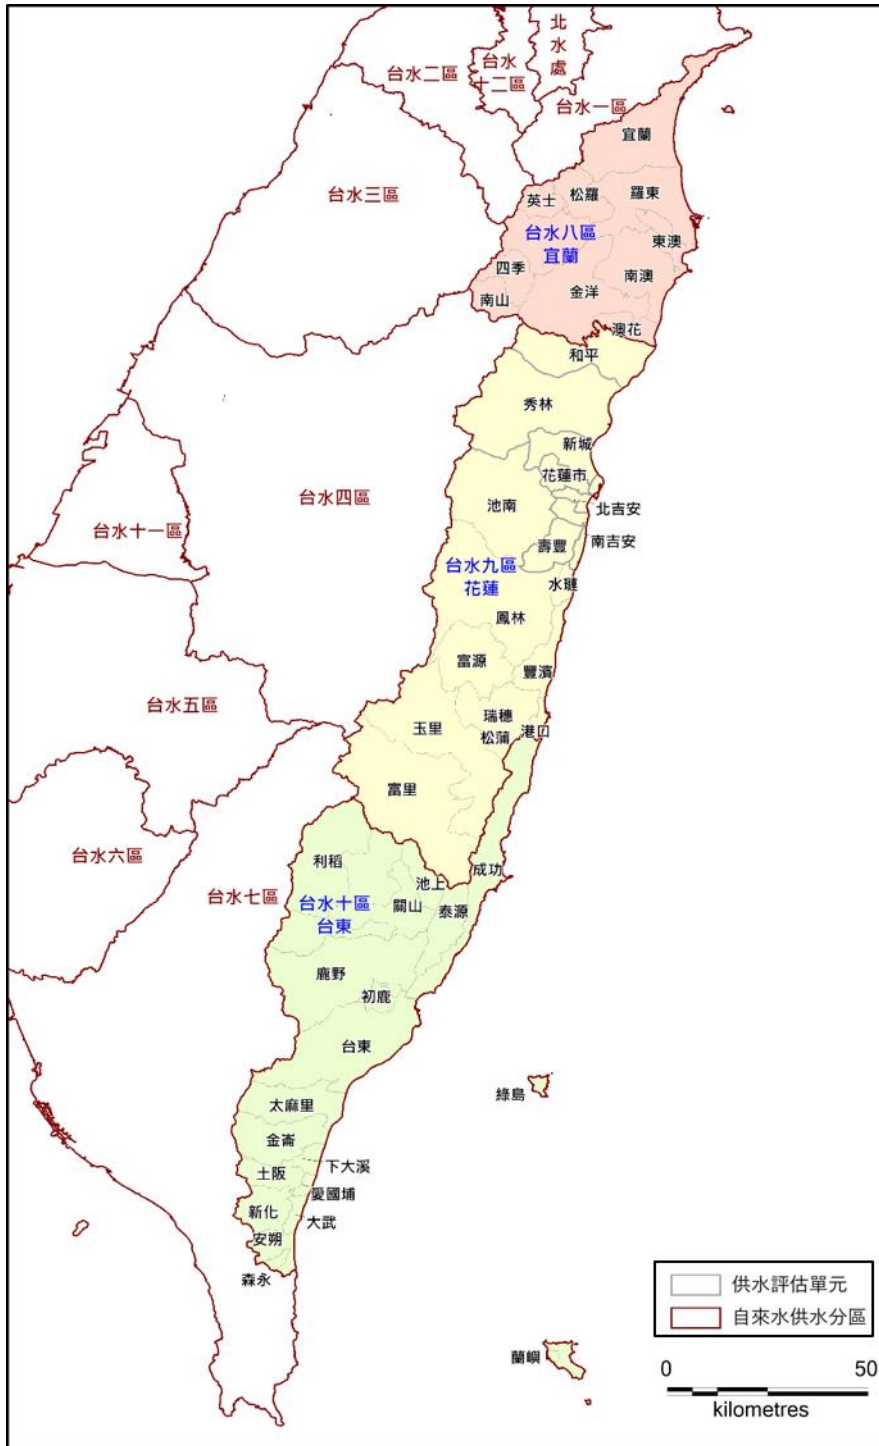 北
水
處
台水二區
台水
十二區
台水一區
宜蘭
台水三區
英士
松羅
羅東
台水八區
宜蘭
東澳
四季
南澳
南山
金洋
澳花
和平
秀林
新城
花蓮市
台水四區
池南
北吉安
台水十一區
壽豐
南吉安
台水九區
花蓮
水璉
鳳林
富源
豐濱
台水五區
瑞穗
玉里
港口
松蒲
富里
台水六區
利稻
成功
台水七區
池上
台水十區
台東
關山
泰源
鹿野
初鹿
台東
綠島
太麻里
金崙
下大溪
土阪
愛國埔
新化
大武
安朔
森永
供水評估單元
自來水供水分區
蘭嶼
0 50
kilometres